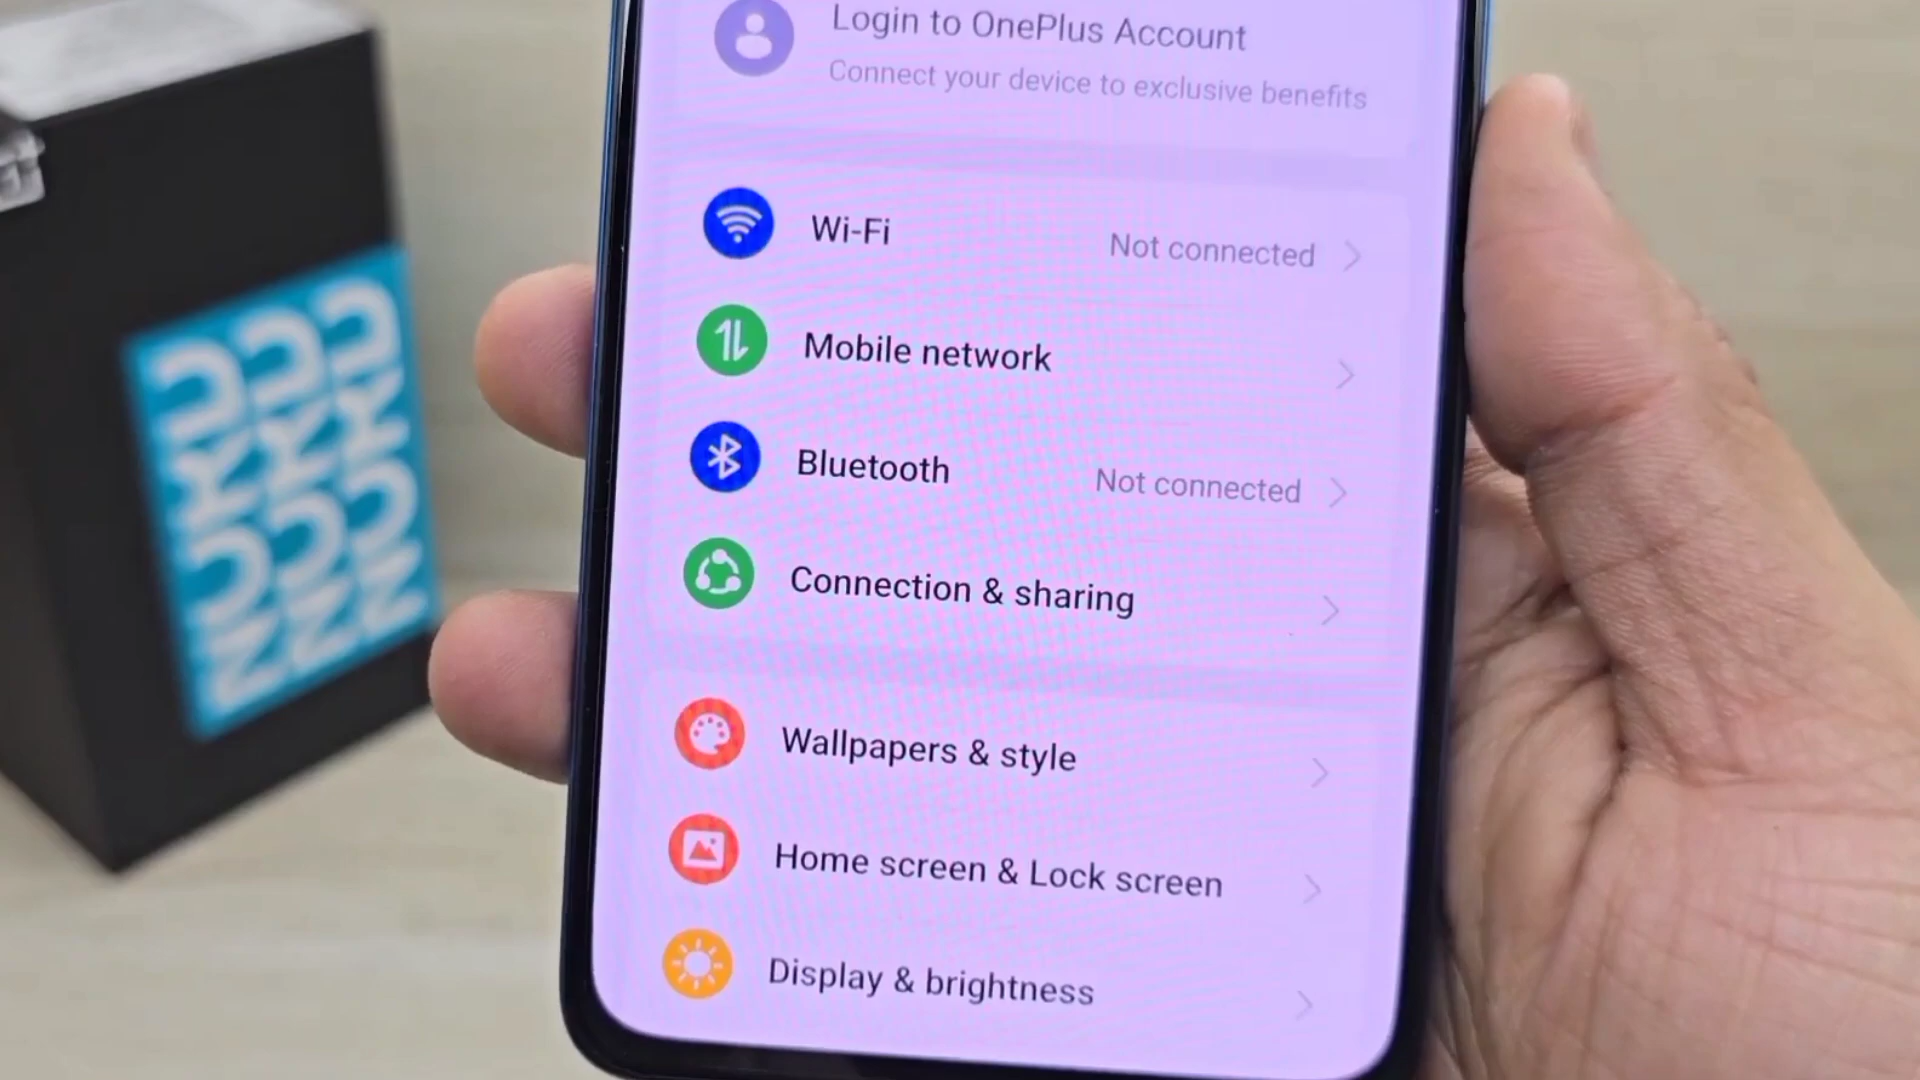 Login to OnePlus Account
Connect your device to exclusive benefits
Wi-Fi Not connected
Mobile network
Bluetooth Not connected
Connection & sharing
Wallpapers & style
Home screen & Lock screen
Display & brightness
NUKU
NUKU
NUKU